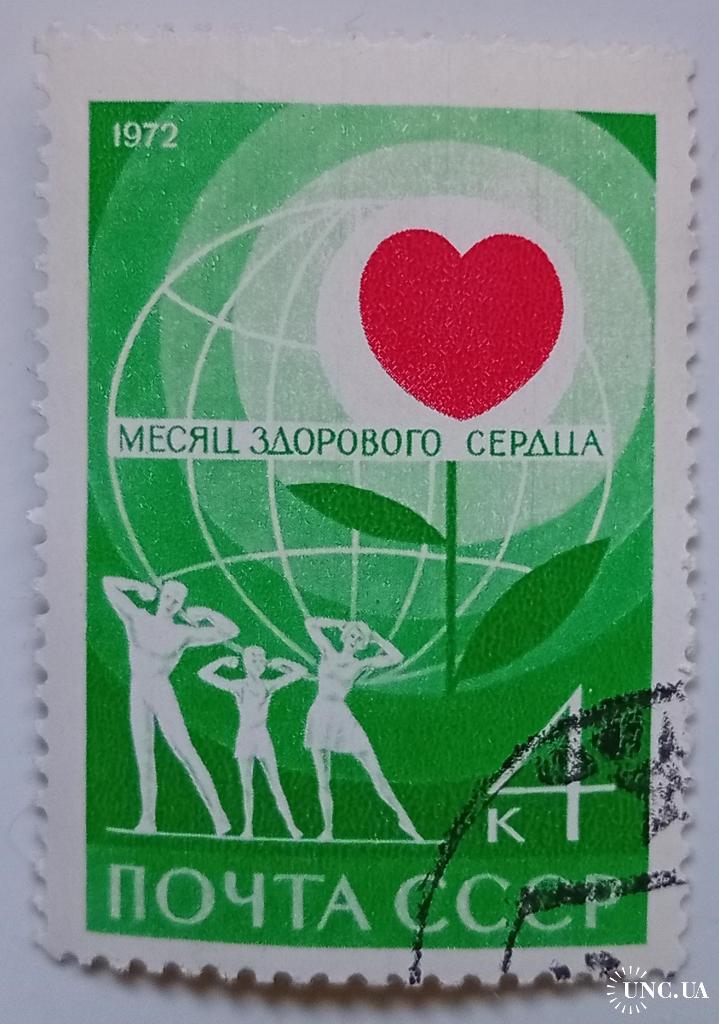 1972
МЕСЯЦ ЗДОРОВОГО СЕРДЦА
4
к
ПОЧТА СССР
UNC.UA